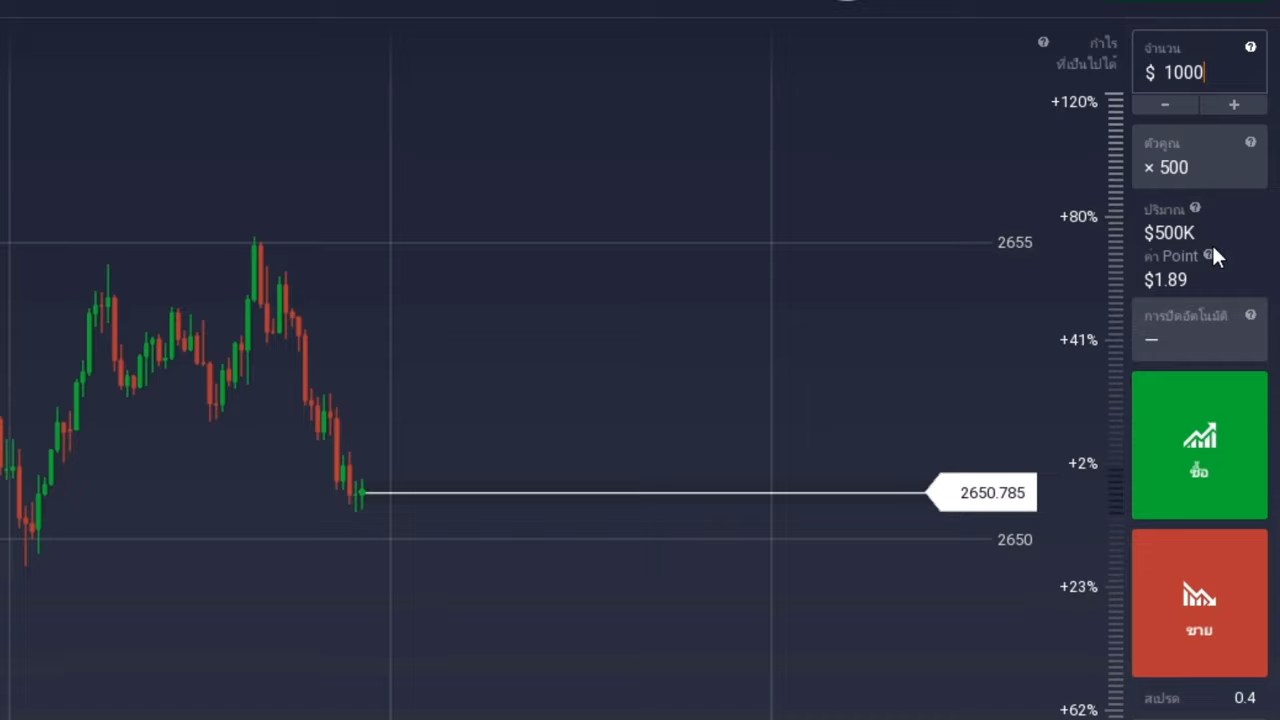 กำไร
ที่เป็นไปได้
+120%
+80%
+41%
+2%
+23%
+62%
2655
2650.785
2650
จำนวน
$ 1000
- +
ตัวคูณ
× 500
ปริมาณ
$500K
ค่า Point
$1.89
การปิดอัตโนมัติ
—
ซื้อ
ขาย
สเปรด 0.4